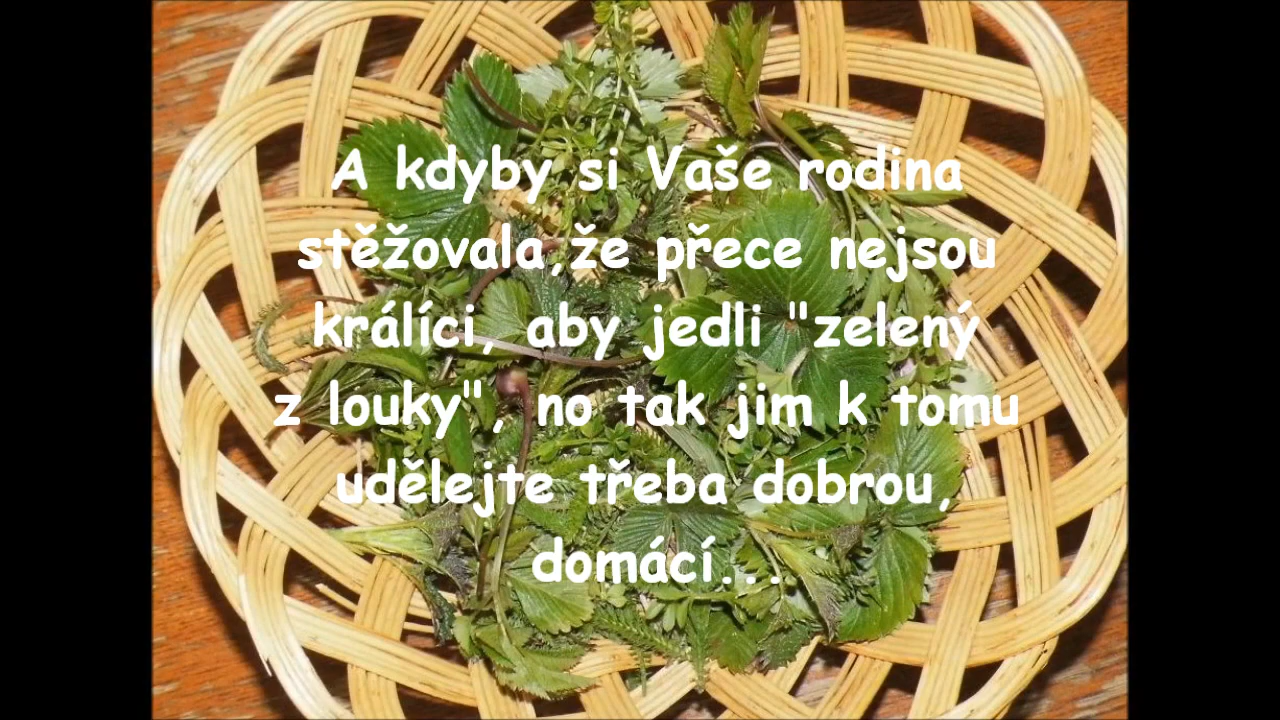 A kdyby si Vaše rodina
stěžovala,že přece nejsou
králíci, aby jedli "zelený
z louky", no tak jim k tomu
udělejte třeba dobrou,
domácí...